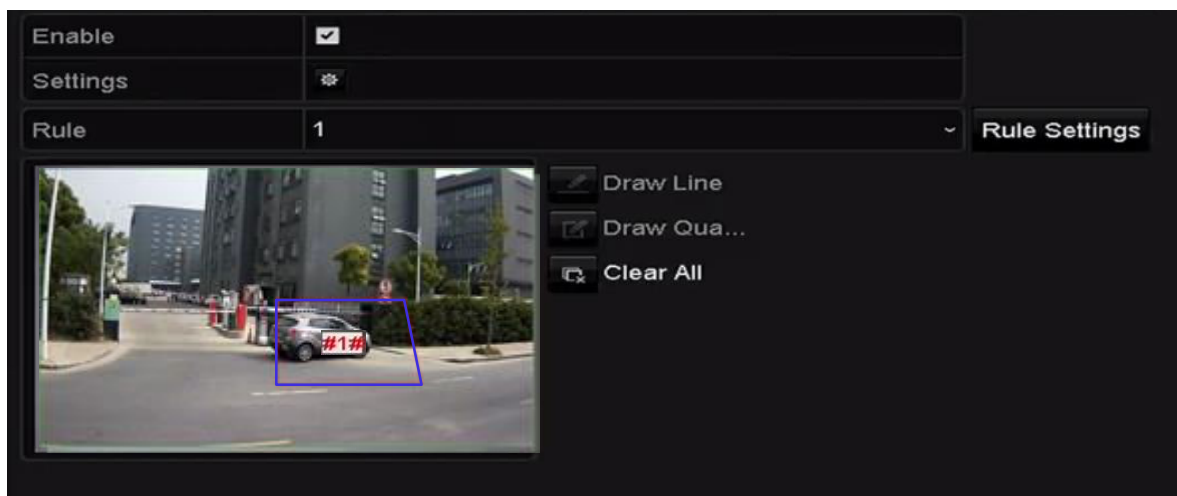 Enable
Settings
Rule 1 Rule Settings
Draw Line
Draw Qua...
Clear All
#1#